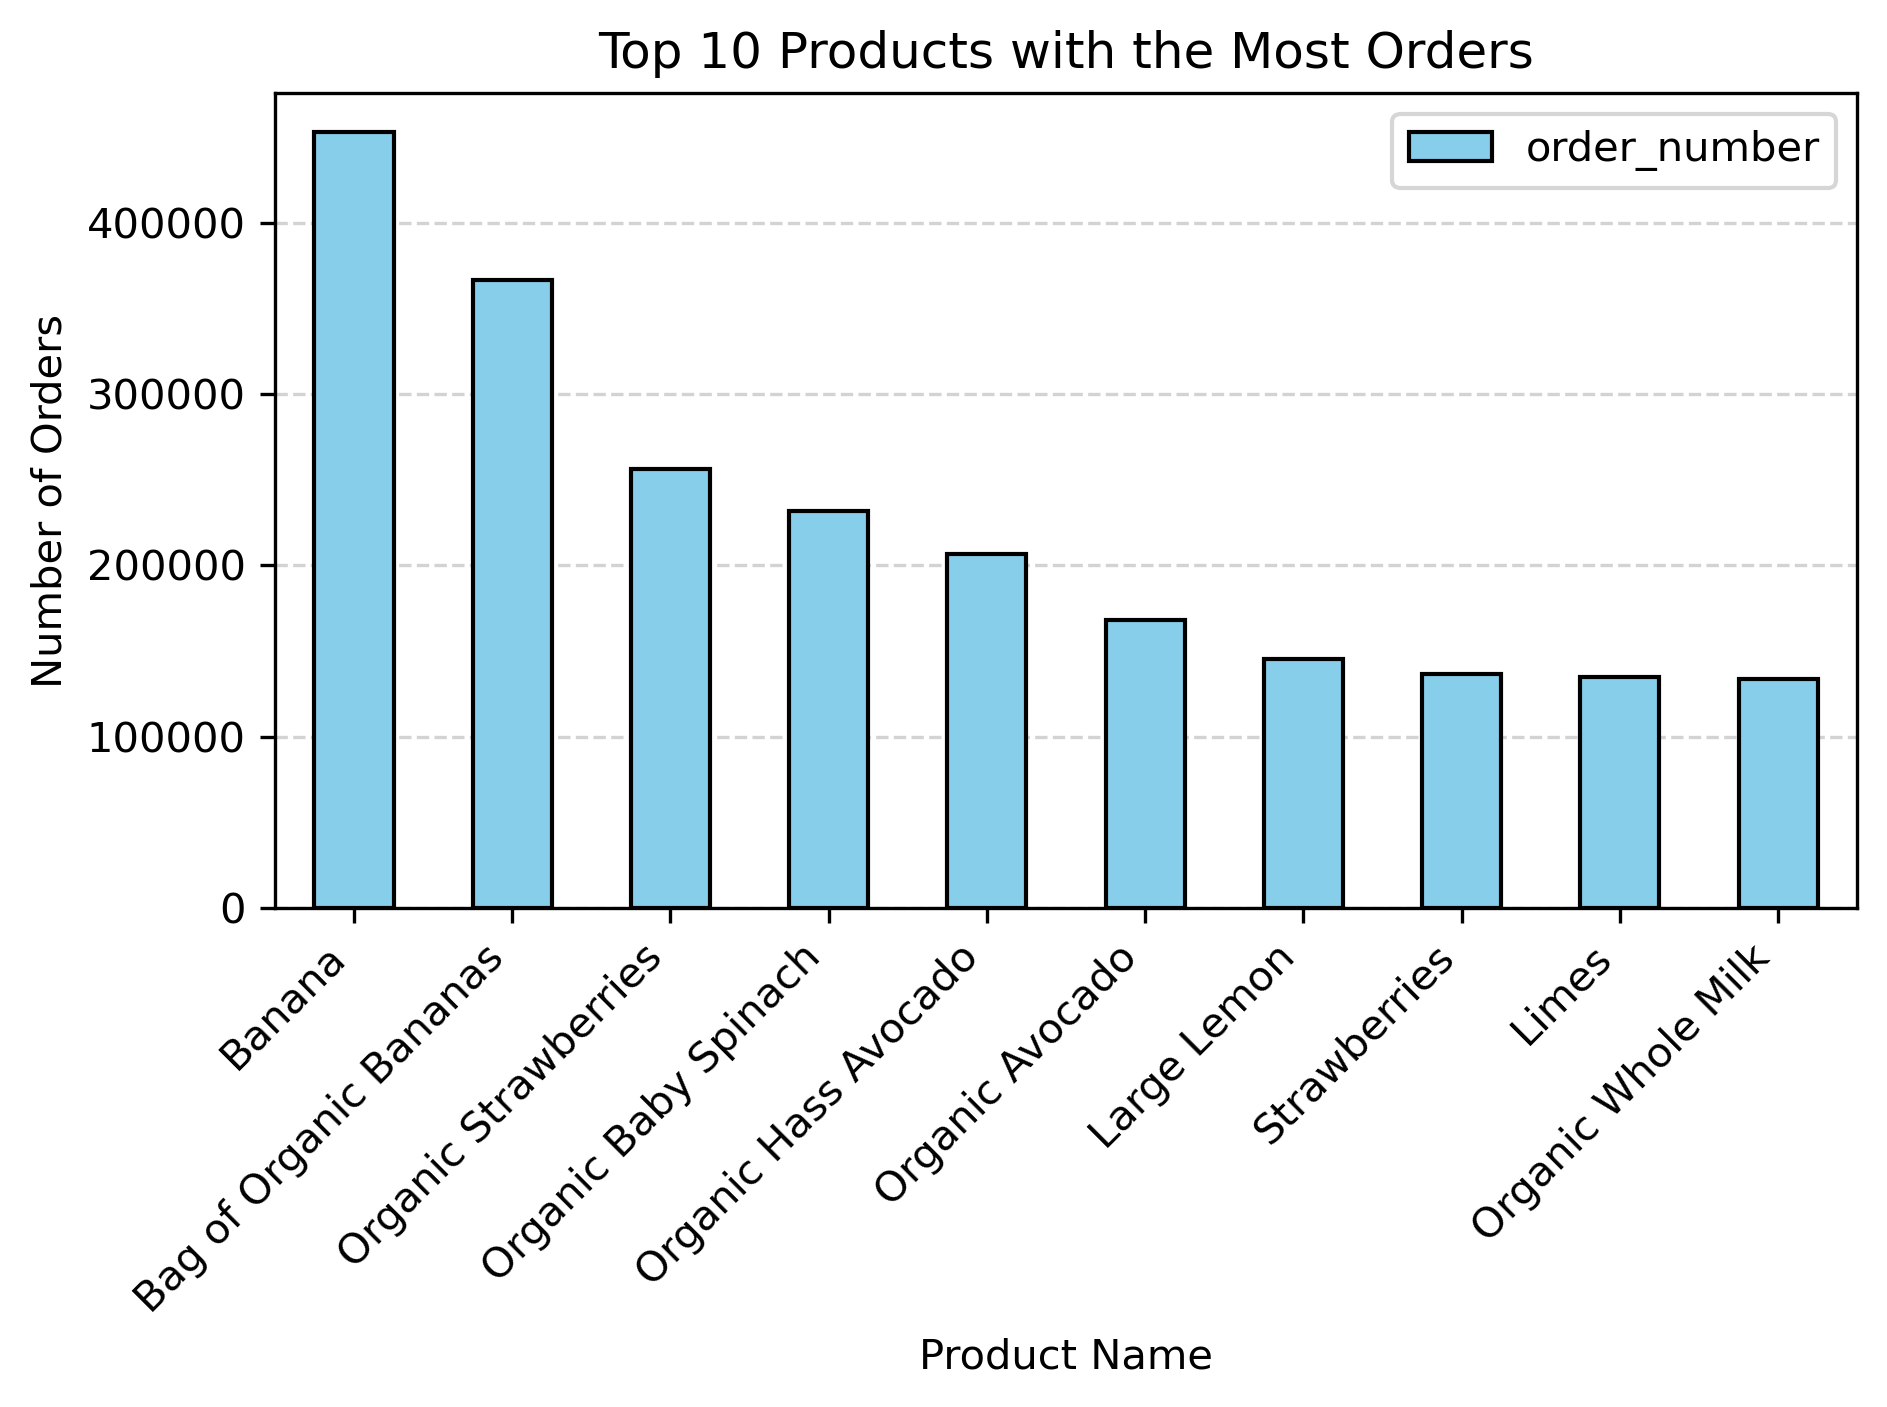 Top 10 Products with the Most Orders
order_number
Number of Orders
400000
300000
200000
100000
0
Banana
Bag of Organic Bananas
Organic Strawberries
Organic Baby Spinach
Organic Hass Avocado
Organic Avocado
Large Lemon
Strawberries
Limes
Organic Whole Milk
Product Name